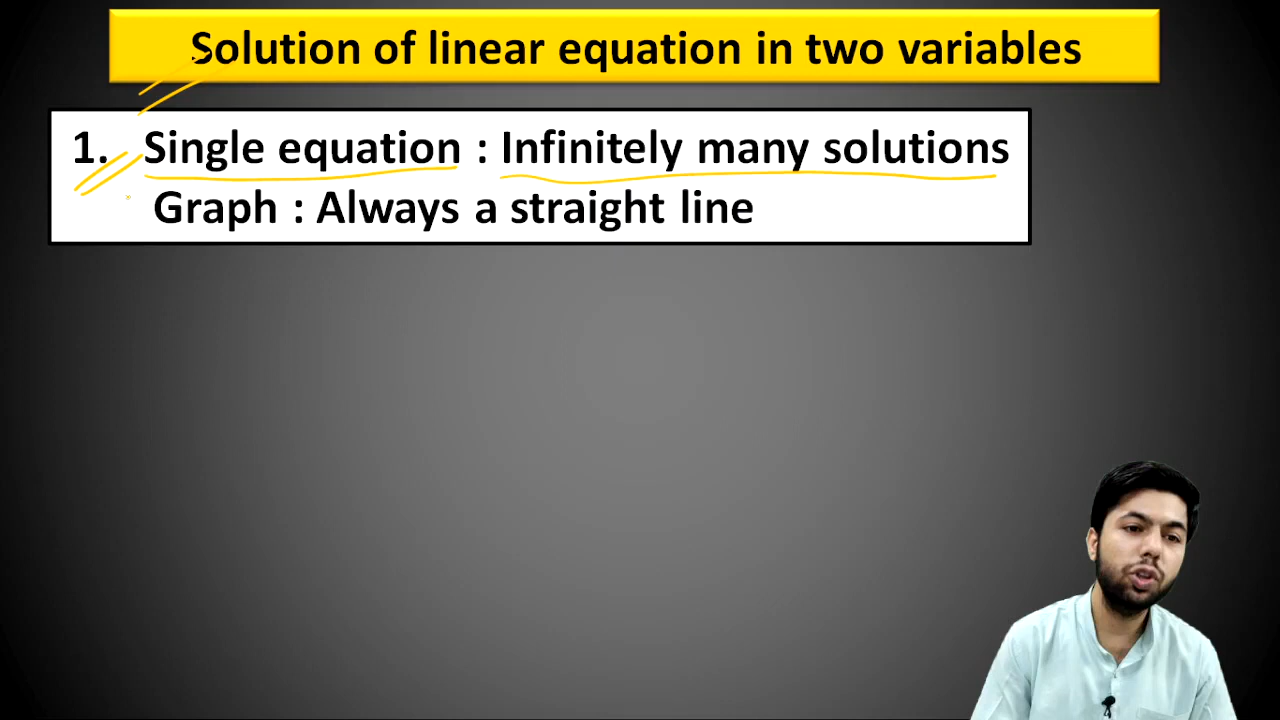 Solution of linear equation in two variables
1. Single equation : Infinitely many solutions
Graph : Always a straight line